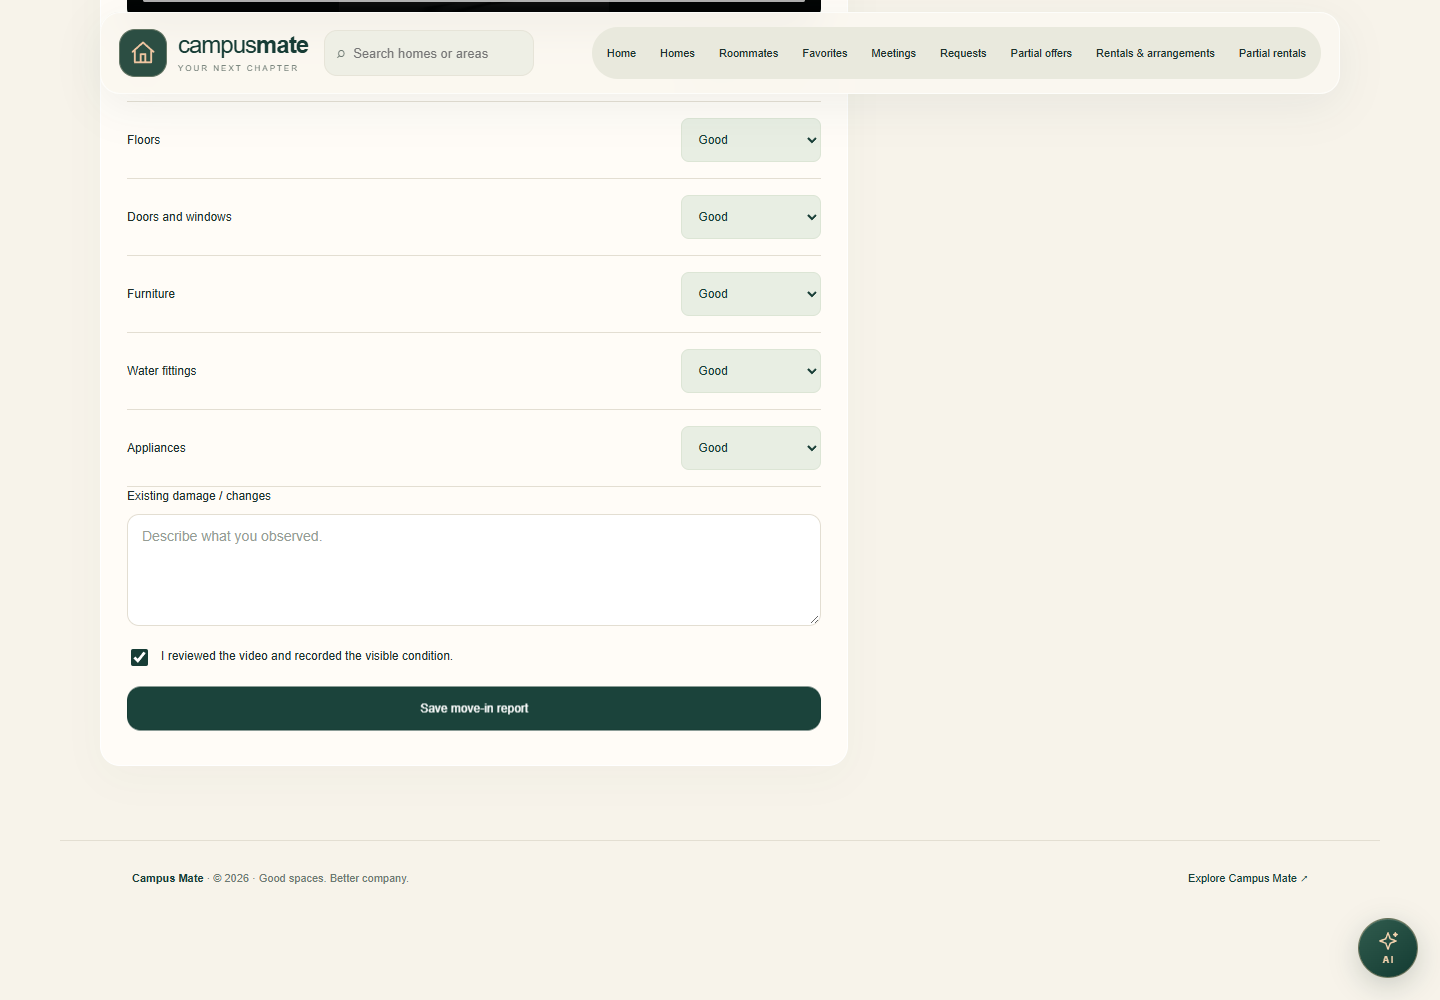 campusmate
YOUR NEXT CHAPTER
Search homes or areas
Home
Homes
Roommates
Favorites
Meetings
Requests
Partial offers
Rentals & arrangements
Partial rentals
Floors
Good
Doors and windows
Good
Furniture
Good
Water fittings
Good
Appliances
Good
Existing damage / changes
Describe what you observed.
I reviewed the video and recorded the visible condition.
Save move-in report
Campus Mate · © 2026 · Good spaces. Better company.
Explore Campus Mate ↗
AI